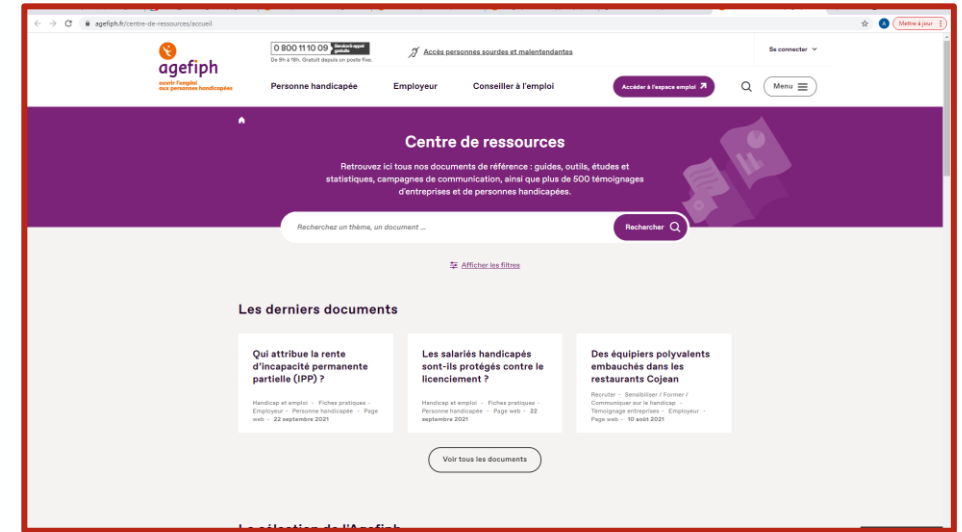 agefiph.fr/centre-de-ressources/accueil
Mettre à jour
agefiph
ouvrir l'emploi
aux personnes handicapées
0 800 11 10 09 Service & appel
gratuits
De 9h à 18h. Gratuit depuis un poste fixe.
Accès personnes sourdes et malentendantes
Se connecter
Personne handicapée
Employeur
Conseiller à l'emploi
Accéder à l'espace emploi
Menu
Centre de ressources
Retrouvez ici tous nos documents de référence : guides, outils, études et
statistiques, campagnes de communication, ainsi que plus de 500 témoignages
d'entreprises et de personnes handicapées.
Recherchez un thème, un document ...
Rechercher
Afficher les filtres
Les derniers documents
Qui attribue la rente
d'incapacité permanente
partielle (IPP) ?
Handicap et emploi - Fiches pratiques -
Employeur - Personne handicapée - Page
web - 22 septembre 2021
Les salariés handicapés
sont-ils protégés contre le
licenciement ?
Handicap et emploi - Fiches pratiques -
Personne handicapée - Page web - 22
septembre 2021
Des équipiers polyvalents
embauchés dans les
restaurants Cojean
Recruter - Sensibiliser / Former /
Communiquer sur le handicap -
Témoignage entreprises - Employeur -
Page web - 10 août 2021
Voir tous les documents
La sélection de l'Agefiph